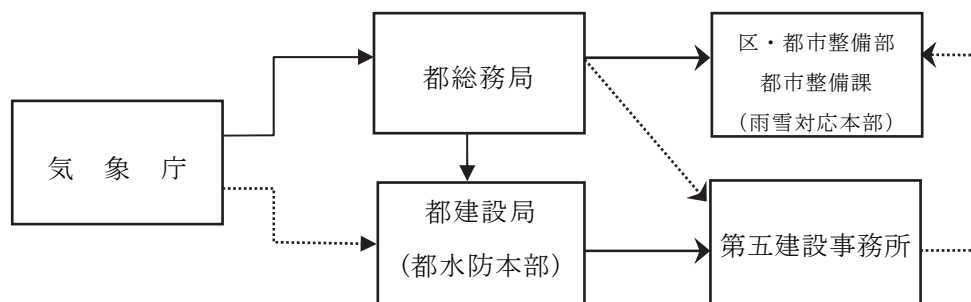 気　象　庁
都総務局
都建設局
（都水防本部）
区・都市整備部
都市整備課
（雨雪対応本部）
第五建設事務所